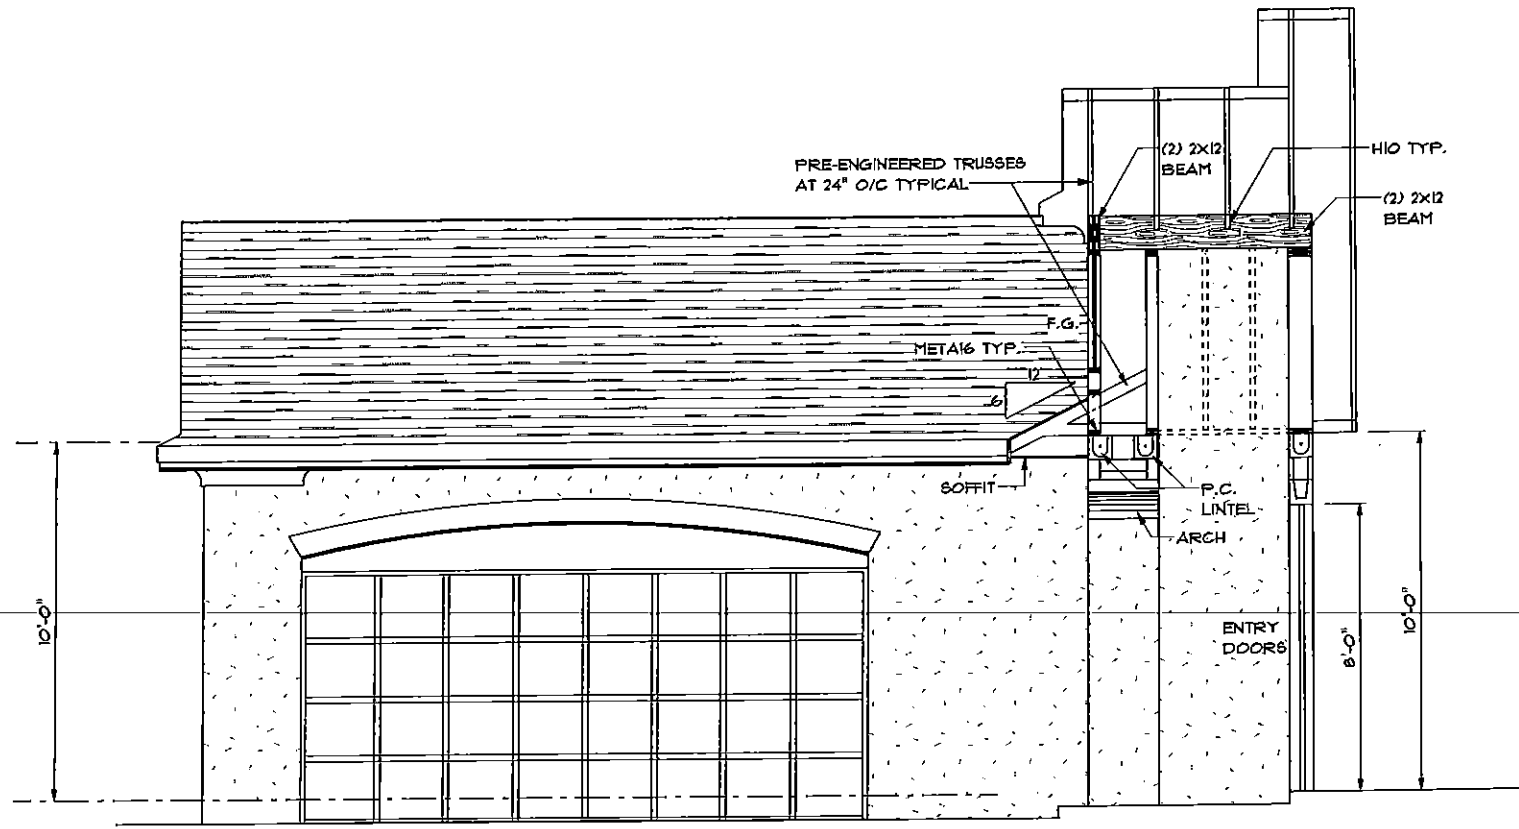 (2) 2X12
BEAM
H10 TYP.
PRE-ENGINEERED TRUSSES
AT 24" O/C TYPICAL
(2) 2X12
BEAM
F.G.
METAI6 TYP.
12
6
SOFFIT
P.C.
LINTEL
ARCH
10'-0"
ENTRY
DOORS
8'-0"
10'-0"